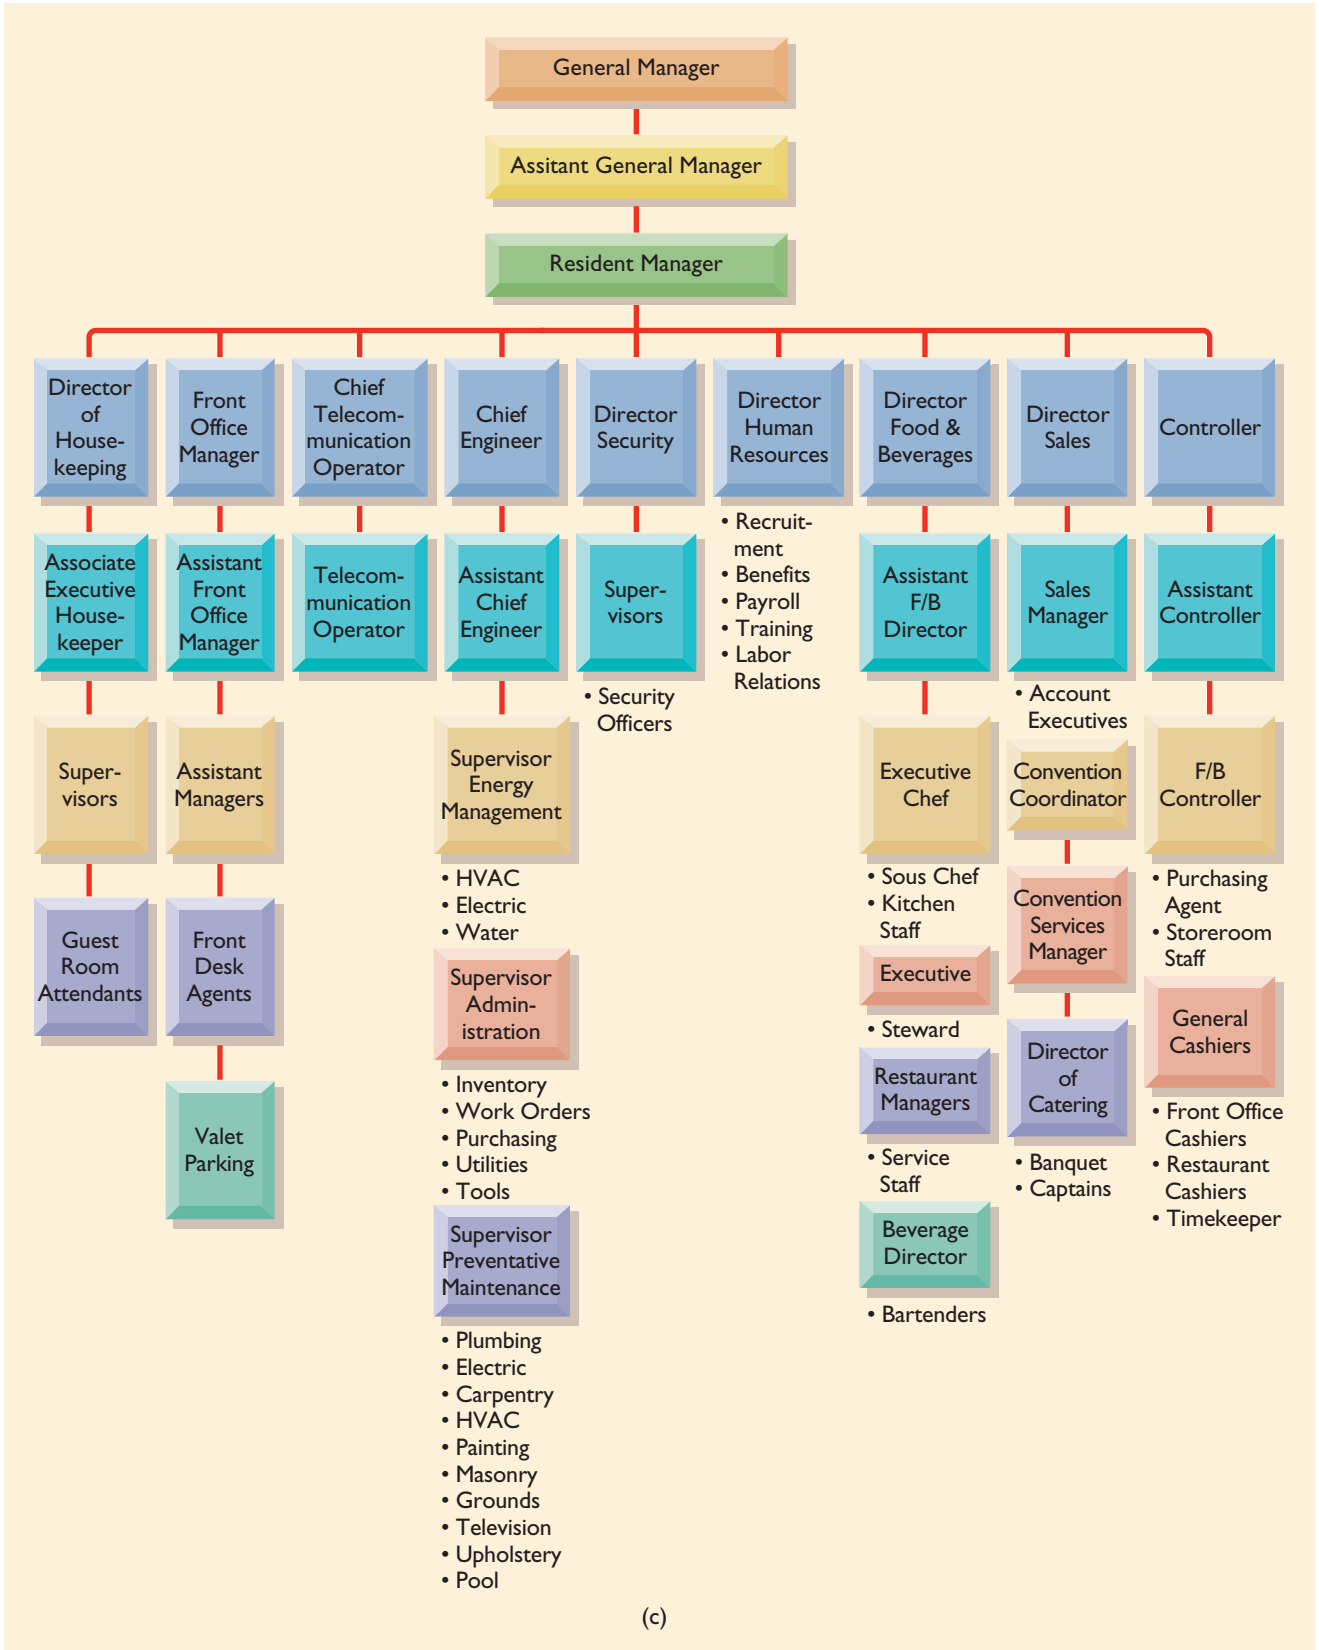 General Manager
Assitant General Manager
Resident Manager
Director
of
House-
keeping
Front
Office
Manager
Chief
Telecom-
munication
Operator
Chief
Engineer
Director
Security
Director
Human
Resources
Director
Food &
Beverages
Director
Sales
Controller
• Recruit-
ment
• Benefits
• Payroll
• Training
• Labor
Relations
Associate
Executive
House-
keeper
Assistant
Front
Office
Manager
Telecom-
munication
Operator
Assistant
Chief
Engineer
Super-
visors
Assistant
F/B
Director
Sales
Manager
Assistant
Controller
• Security
Officers
• Account
Executives
Super-
visors
Assistant
Managers
Supervisor
Energy
Management
Executive
Chef
Convention
Coordinator
F/B
Controller
• HVAC
• Electric
• Water
• Sous Chef
• Kitchen
Staff
• Purchasing
Agent
• Storeroom
Staff
Guest
Room
Attendants
Front
Desk
Agents
Convention
Services
Manager
Supervisor
Admin-
istration
Executive
• Steward
General
Cashiers
• Inventory
• Work Orders
• Purchasing
• Utilities
• Tools
Restaurant
Managers
• Service
Staff
Director
of
Catering
• Banquet
• Captains
• Front Office
Cashiers
• Restaurant
Cashiers
• Timekeeper
Valet
Parking
Supervisor
Preventative
Maintenance
Beverage
Director
• Bartenders
• Plumbing
• Electric
• Carpentry
• HVAC
• Painting
• Masonry
• Grounds
• Television
• Upholstery
• Pool
(c)